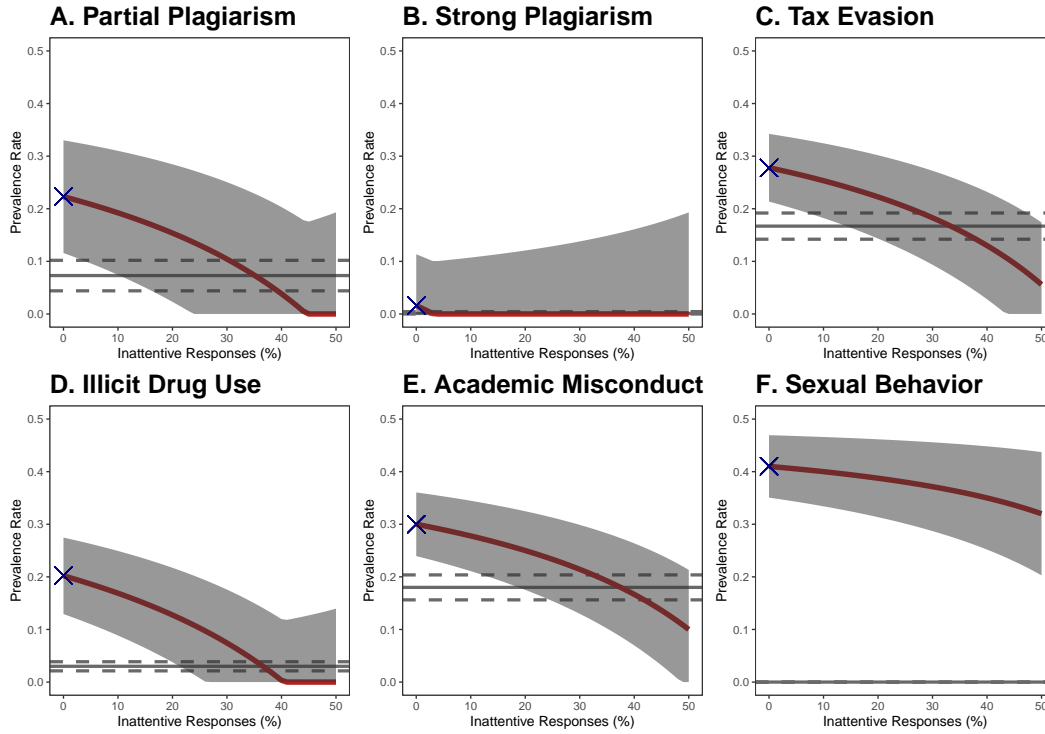 A. Partial Plagiarism
B. Strong Plagiarism
C. Tax Evasion
Prevalence Rate
0.5
0.4
0.3
0.2
0.1
0.0
0 10 20 30 40 50
Inattentive Responses (%)
Prevalence Rate
0.5
0.4
0.3
0.2
0.1
0.0
0 10 20 30 40 50
Inattentive Responses (%)
Prevalence Rate
0.5
0.4
0.3
0.2
0.1
0.0
0 10 20 30 40 50
Inattentive Responses (%)
D. Illicit Drug Use
E. Academic Misconduct
F. Sexual Behavior
Prevalence Rate
0.5
0.4
0.3
0.2
0.1
0.0
0 10 20 30 40 50
Inattentive Responses (%)
Prevalence Rate
0.5
0.4
0.3
0.2
0.1
0.0
0 10 20 30 40 50
Inattentive Responses (%)
Prevalence Rate
0.5
0.4
0.3
0.2
0.1
0.0
0 10 20 30 40 50
Inattentive Responses (%)